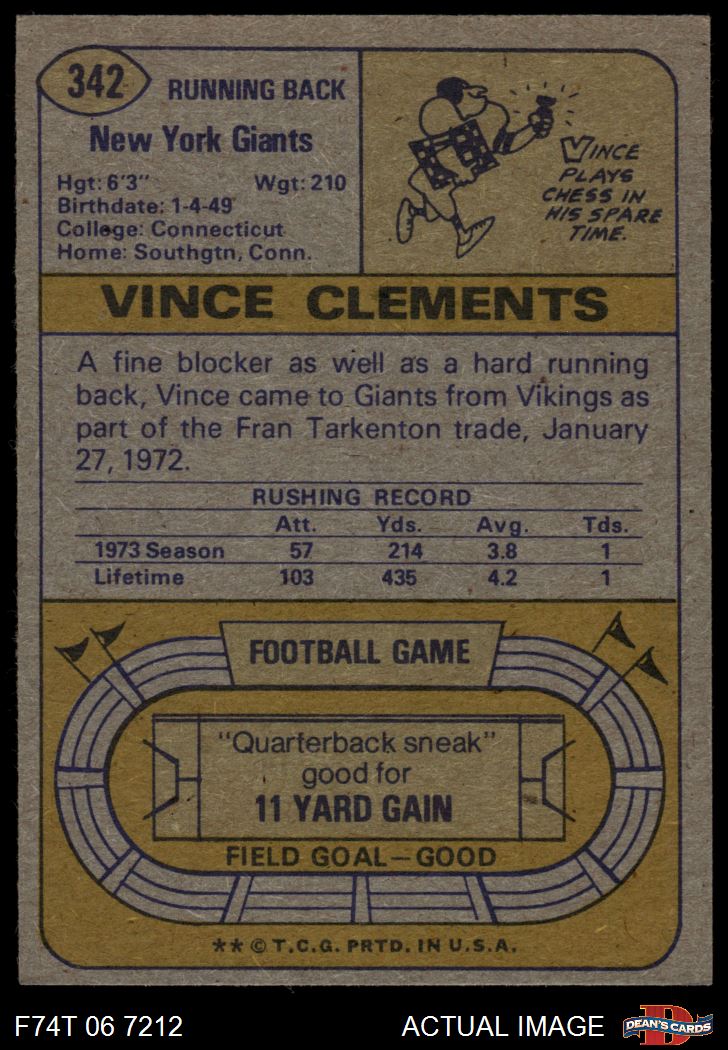 342
RUNNING BACK
New York Giants
Hgt: 6'3" Wgt: 210
Birthdate: 1-4-49
College: Connecticut
Home: Southgtn, Conn.
VINCE
PLAYS
CHESS IN
HIS SPARE
TIME.
VINCE CLEMENTS
A fine blocker as well as a hard running
back, Vince came to Giants from Vikings as
part of the Fran Tarkenton trade, January
27, 1972.
RUSHING RECORD
Att. Yds. Avg. Tds.
1973 Season 57 214 3.8 1
Lifetime 103 435 4.2 1
FOOTBALL GAME
"Quarterback sneak"
good for
11 YARD GAIN
FIELD GOAL—GOOD
**©T.C.G. PRTD. IN U.S.A.
F74T 06 7212 ACTUAL IMAGE
D
DEAN'S CARDS